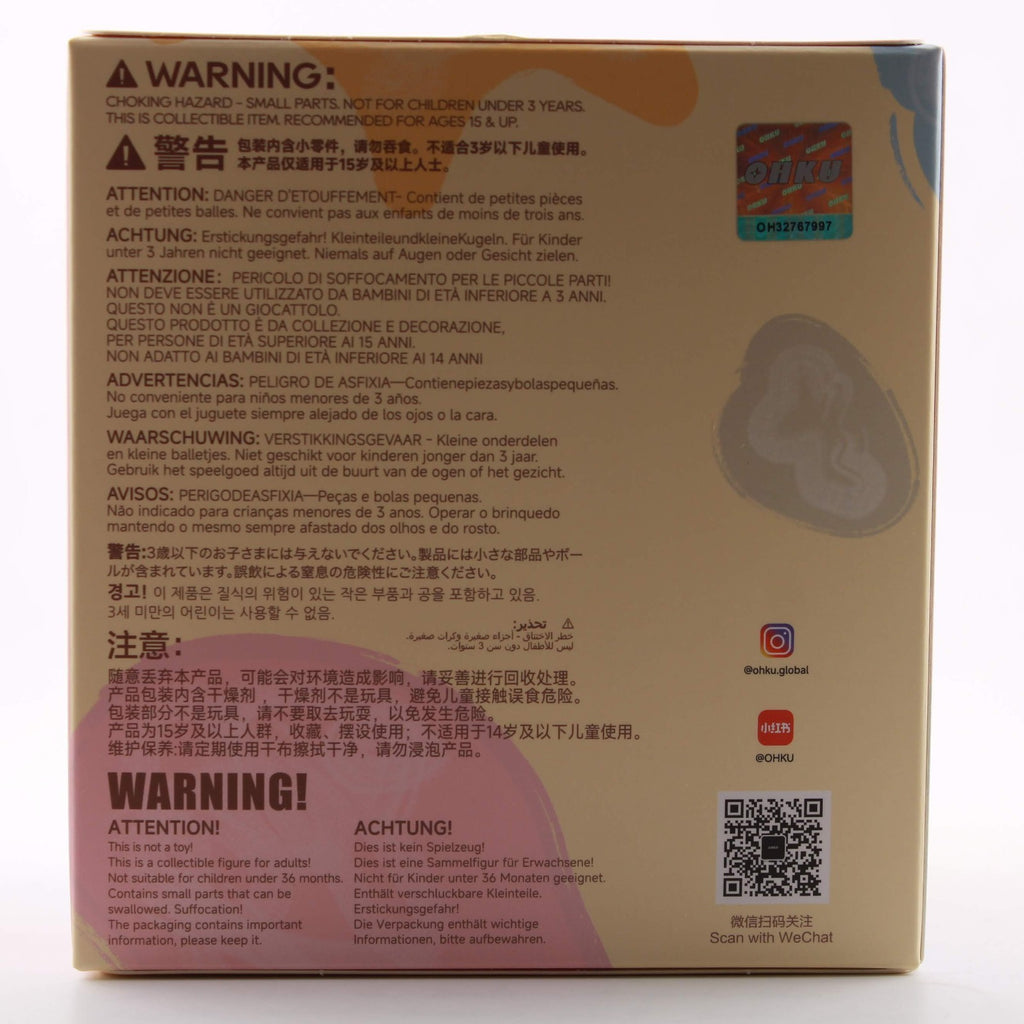 ⚠ WARNING:
CHOKING HAZARD – SMALL PARTS. NOT FOR CHILDREN UNDER 3 YEARS.
THIS IS COLLECTIBLE ITEM. RECOMMENDED FOR AGES 15 & UP.
⚠ 警告 包装内含小零件，请勿吞食。不适合3岁以下儿童使用。
本产品仅适用于15岁及以上人士。
ATTENTION: DANGER D'ETOUFFEMENT- Contient de petites pièces
et de petites balles. Ne convient pas aux enfants de moins de trois ans.
ACHTUNG: Erstickungsgefahr! KleinteileundkleineKugeln. Für Kinder
unter 3 Jahren nicht geeignet. Niemals auf Augen oder Gesicht zielen.
ATTENZIONE: PERICOLO DI SOFFOCAMENTO PER LE PICCOLE PARTI!
NON DEVE ESSERE UTILIZZATO DA BAMBINI DI ETÀ INFERIORE A 3 ANNI.
QUESTO NON È UN GIOCATTOLO.
QUESTO PRODOTTO È DA COLLEZIONE E DECORAZIONE,
PER PERSONE DI ETÀ SUPERIORE AI 15 ANNI.
NON ADATTO AI BAMBINI DI ETÀ INFERIORE AI 14 ANNI
ADVERTENCIAS: PELIGRO DE ASFIXIA—Contienepiezasybolaspequeñas.
No conveniente para niños menores de 3 años.
Juega con el juguete siempre alejado de los ojos o la cara.
WAARSCHUWING: VERSTIKKINGSGEVAAR - Kleine onderdelen
en kleine balletjes. Niet geschikt voor kinderen jonger dan 3 jaar.
Gebruik het speelgoed altijd uit de buurt van de ogen of het gezicht.
AVISOS: PERIGODEASFIXIA—Peças e bolas pequenas.
Não indicado para crianças menores de 3 anos. Operar o brinquedo
mantendo o mesmo sempre afastado dos olhos e do rosto.
警告:3歳以下のお子さまには与えないでください。製品には小さな部品やボー
ルが含まれています。誤飲による窒息の危険性にご注意ください。
경고! 이 제품은 질식의 위험이 있는 작은 부품과 공을 포함하고 있음.
3세 미만의 어린이는 사용할 수 없음.
⚠ تحذير:
خطر الاختناق - أجزاء صغيرة وكرات صغيرة.
ليس للأطفال دون سن 3 سنوات.
注意：
随意丢弃本产品，可能会对环境造成影响，请妥善进行回收处理。
产品包装内含干燥剂，干燥剂不是玩具，避免儿童接触误食危险。
包装部分不是玩具，请不要取去玩耍，以免发生危险。
产品为15岁及以上人群，收藏、摆设使用；不适用于14岁及以下儿童使用。
维护保养:请定期使用干布擦拭干净，请勿浸泡产品。
WARNING!
ATTENTION!
This is not a toy!
This is a collectible figure for adults!
Not suitable for children under 36 months.
Contains small parts that can be
swallowed. Suffocation!
The packaging contains important
information, please keep it.
ACHTUNG!
Dies ist kein Spielzeug!
Dies ist eine Sammelfigur für Erwachsene!
Nicht für Kinder unter 36 Monaten geeignet.
Enthält verschluckbare Kleinteile.
Erstickungsgefahr!
Die Verpackung enthält wichtige
Informationen, bitte aufbewahren.
OHKU
OH32767997
@ohku.global
小红书
@OHKU
微信扫码关注
Scan with WeChat